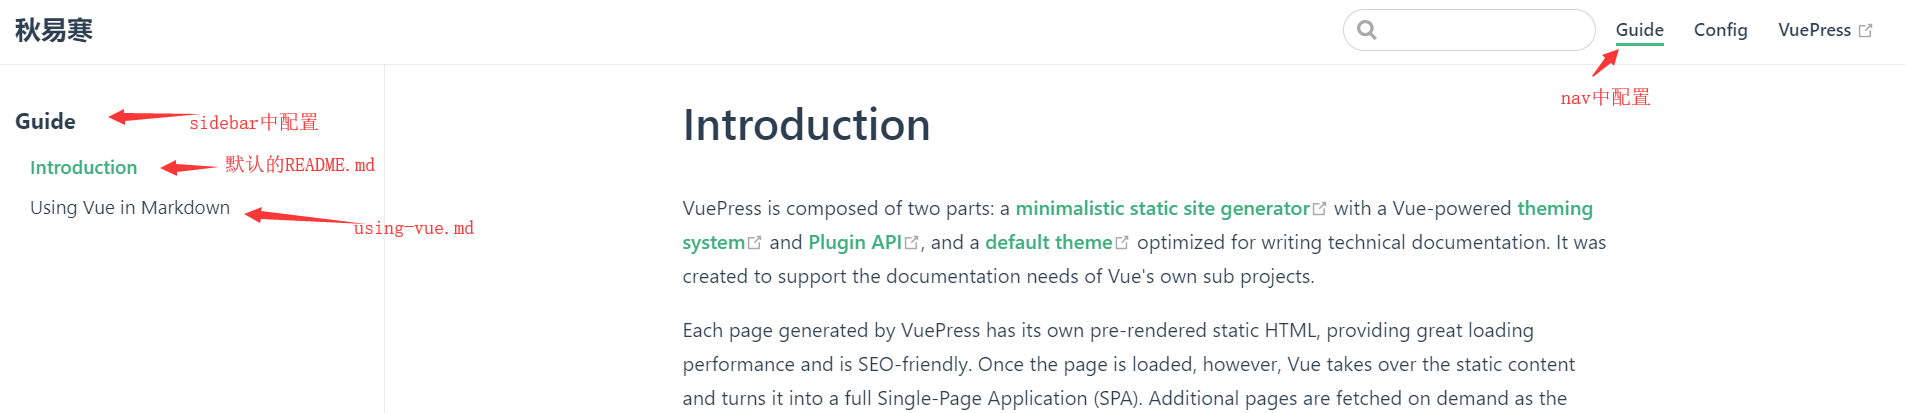 秋易寒
Guide
Config
VuePress
nav中配置
Guide
sidebar中配置
Introduction
默认的README.md
Using Vue in Markdown
using-vue.md
Introduction
VuePress is composed of two parts: a minimalistic static site generator with a Vue-powered theming
system and Plugin API, and a default theme optimized for writing technical documentation. It was
created to support the documentation needs of Vue's own sub projects.
Each page generated by VuePress has its own pre-rendered static HTML, providing great loading
performance and is SEO-friendly. Once the page is loaded, however, Vue takes over the static content
and turns it into a full Single-Page Application (SPA). Additional pages are fetched on demand as the